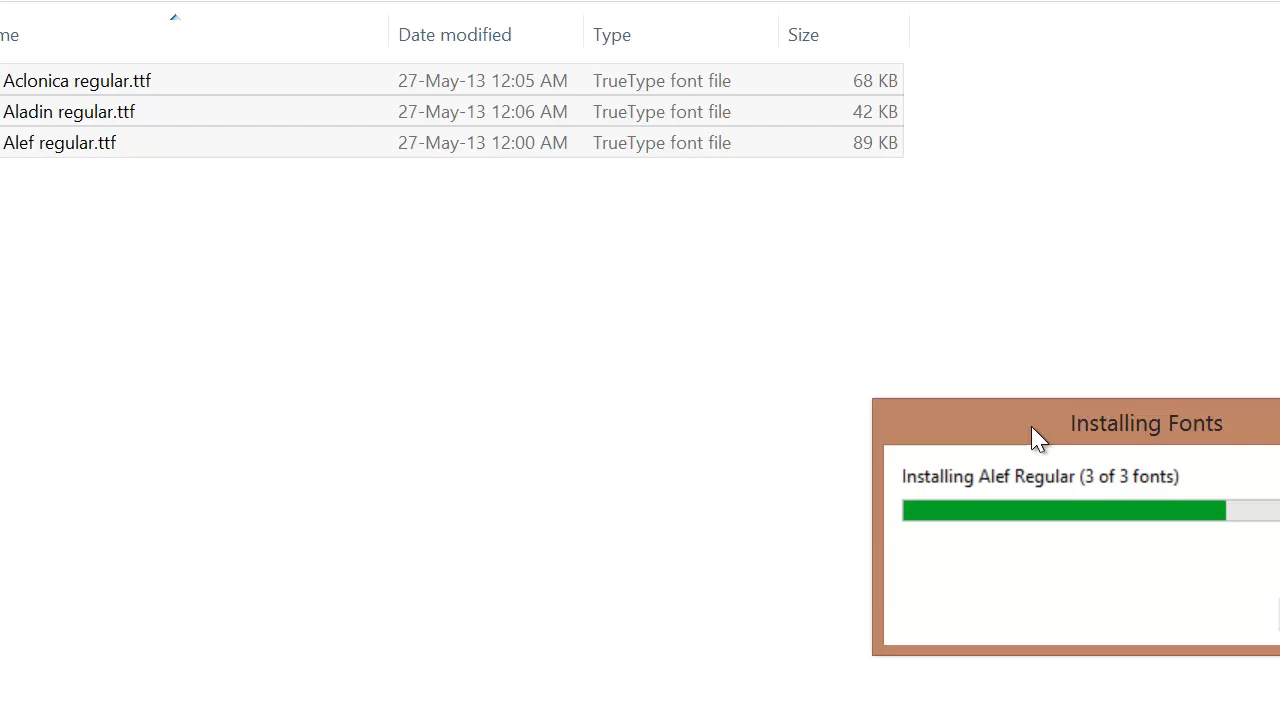 me Date modified Type Size
Aclonica regular.ttf 27-May-13 12:05 AM TrueType font file 68 KB
Aladin regular.ttf 27-May-13 12:06 AM TrueType font file 42 KB
Alef regular.ttf 27-May-13 12:00 AM TrueType font file 89 KB
Installing Fonts
Installing Alef Regular (3 of 3 fonts)